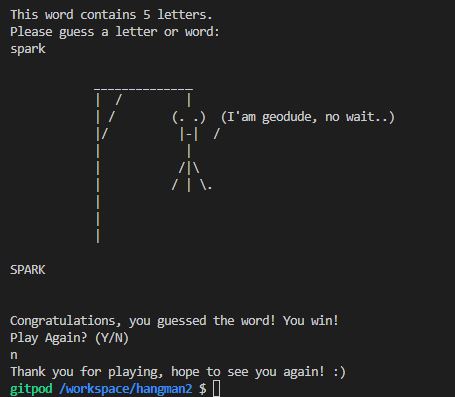 This word contains 5 letters.
Please guess a letter or word:
spark
(. .)  (I'am geodude, no wait..)
SPARK
Congratulations, you guessed the word! You win!
Play Again? (Y/N)
n
Thank you for playing, hope to see you again! :)
gitpod /workspace/hangman2 $